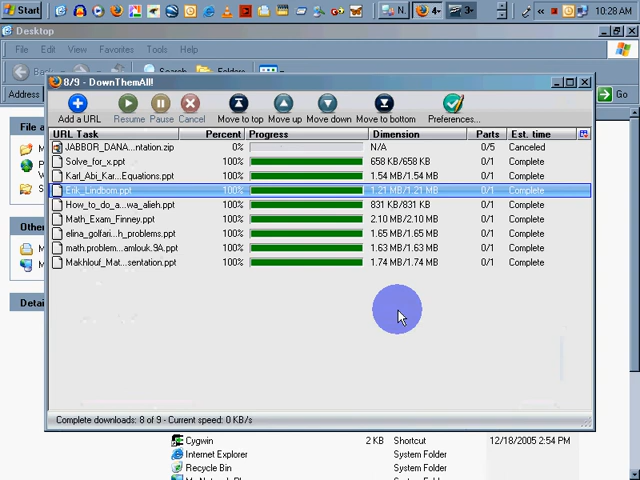 Start
10:28 AM
Desktop
File Edit View Favorites Tools Help
Back Search Folders
Address Go
8/9 - DownThemAll!
Add a URL Resume Pause Cancel Move to top Move up Move down Move to bottom Preferences...
URL Task Percent Progress Dimension Parts Est. time
JABBOR_DANA...ntation.zip 0% N/A 0/5 Canceled
Solve_for_x.ppt 100% 658 KB/658 KB 0/1 Complete
Karl_Abi_Kar...Equations.ppt 100% 1.54 MB/1.54 MB 0/1 Complete
Erik_Lindborn.ppt 100% 1.21 MB/1.21 MB 0/1 Complete
How_to_do_a...wa_alieh.ppt 100% 831 KB/831 KB 0/1 Complete
Math_Exam_Finney.ppt 100% 2.10 MB/2.10 MB 0/1 Complete
elina_golfari...h_problems.ppt 100% 1.65 MB/1.65 MB 0/1 Complete
math.problem...amlouk.9A.ppt 100% 1.63 MB/1.63 MB 0/1 Complete
Makhlouf_Mat...sentation.ppt 100% 1.74 MB/1.74 MB 0/1 Complete
File a
Othe
Detai
Complete downloads: 8 of 9 - Current speed: 0 KB/s
Cygwin 2 KB Shortcut 12/18/2005 2:54 PM
Internet Explorer System Folder
Recycle Bin System Folder
System Folder